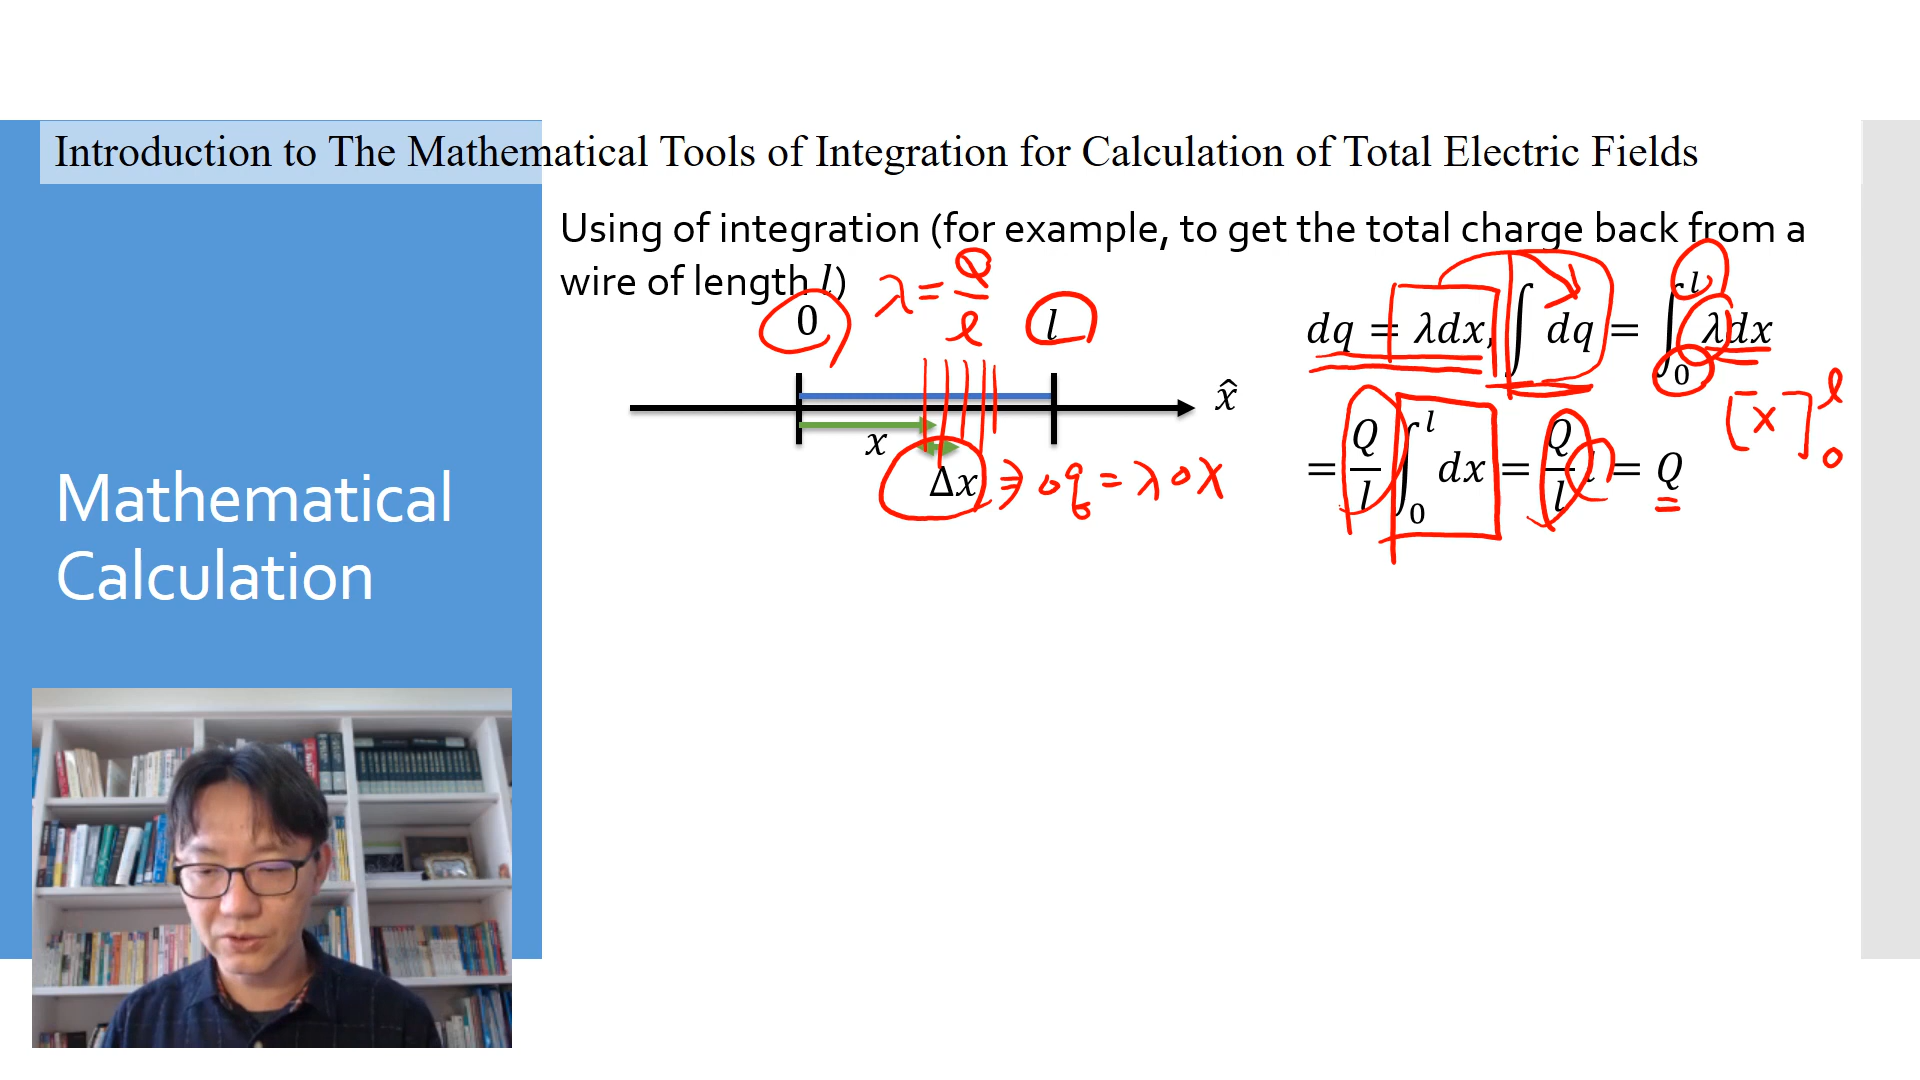 Introduction to The Mathematical Tools of Integration for Calculation of Total Electric Fields
Using of integration (for example, to get the total charge back from a
wire of length l)
λ = Q/l
0
l
x̂
x
Δx ⇒ Δq = λΔx
dq = λdx, ∫ dq = ∫₀ˡ λdx
[x]₀ˡ
= Q/l ∫₀ˡ dx = Q/l l = Q
Mathematical
Calculation